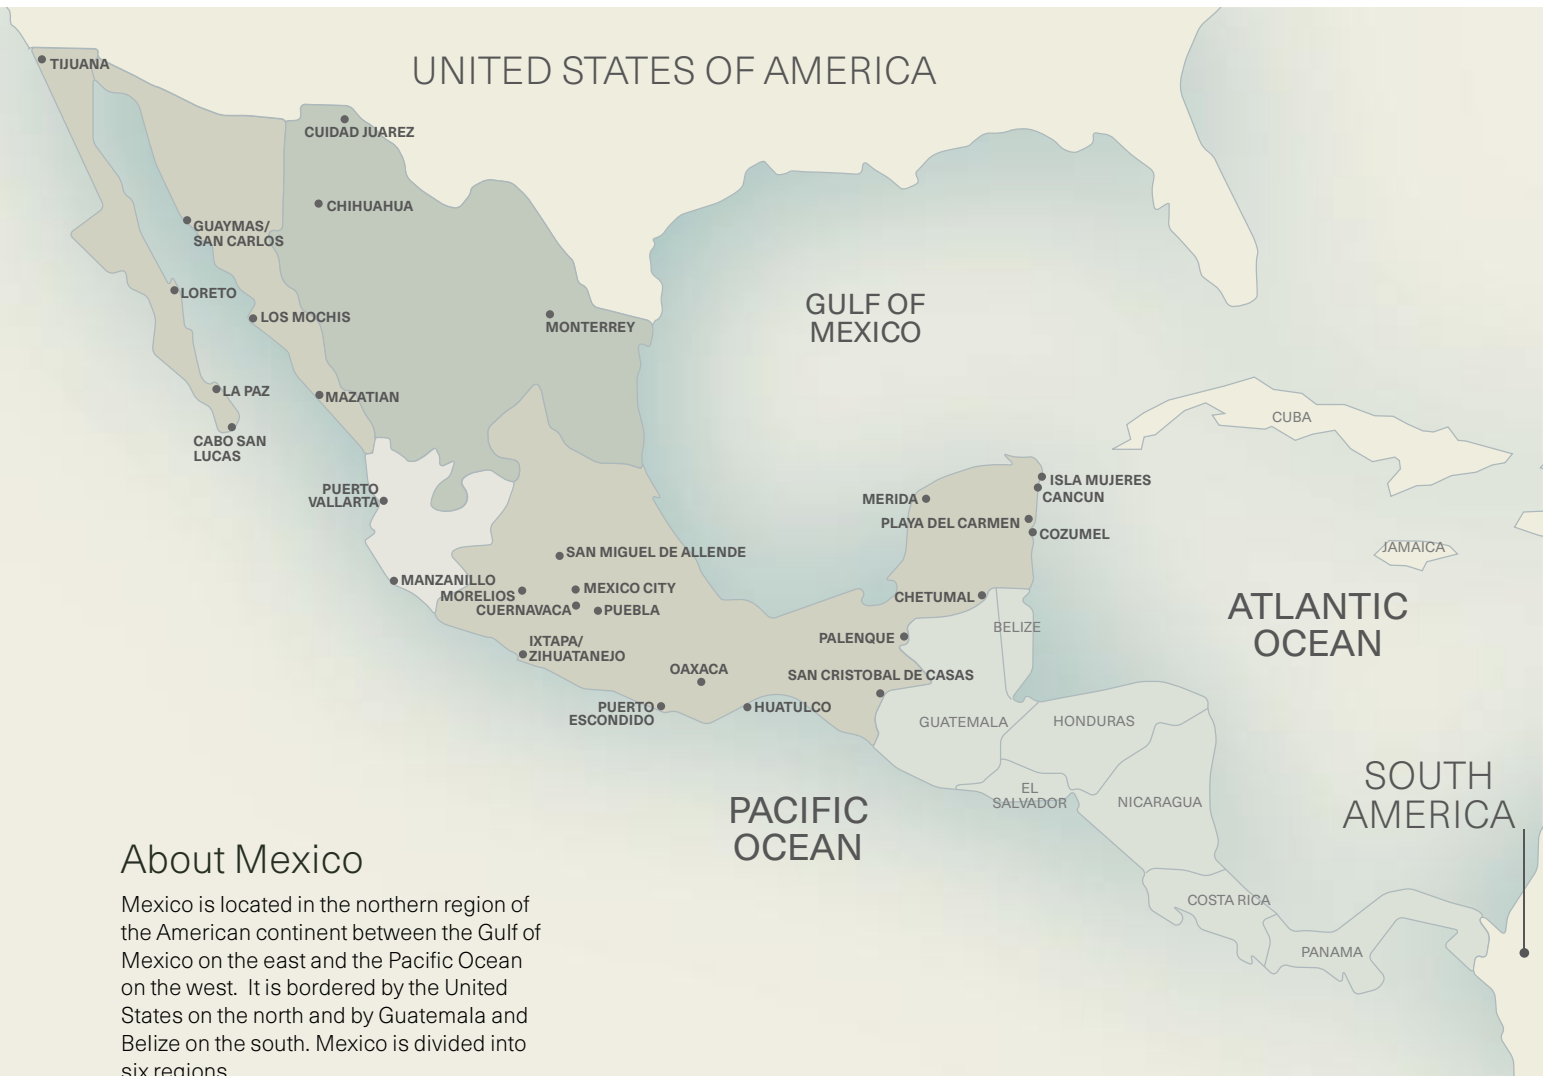 UNITED STATES OF AMERICA
TIJUANA
CUIDAD JUAREZ
CHIHUAHUA
GUAYMAS/
SAN CARLOS
LORETO
LOS MOCHIS
MONTERREY
GULF OF
MEXICO
LA PAZ
MAZATIAN
CABO SAN
LUCAS
CUBA
PUERTO
VALLARTA
ISLA MUJERES
CANCUN
MERIDA
PLAYA DEL CARMEN
COZUMEL
JAMAICA
SAN MIGUEL DE ALLENDE
MANZANILLO
MORELIOS
MEXICO CITY
CUERNAVACA
PUEBLA
CHETUMAL
ATLANTIC
OCEAN
BELIZE
PALENQUE
IXTAPA/
ZIHUATANEJO
OAXACA
SAN CRISTOBAL DE CASAS
PUERTO
ESCONDIDO
HUATULCO
GUATEMALA
HONDURAS
EL
SALVADOR
NICARAGUA
SOUTH
AMERICA
PACIFIC
OCEAN
COSTA RICA
PANAMA
About Mexico
Mexico is located in the northern region of
the American continent between the Gulf of
Mexico on the east and the Pacific Ocean
on the west.  It is bordered by the United
States on the north and by Guatemala and
Belize on the south. Mexico is divided into
six regions